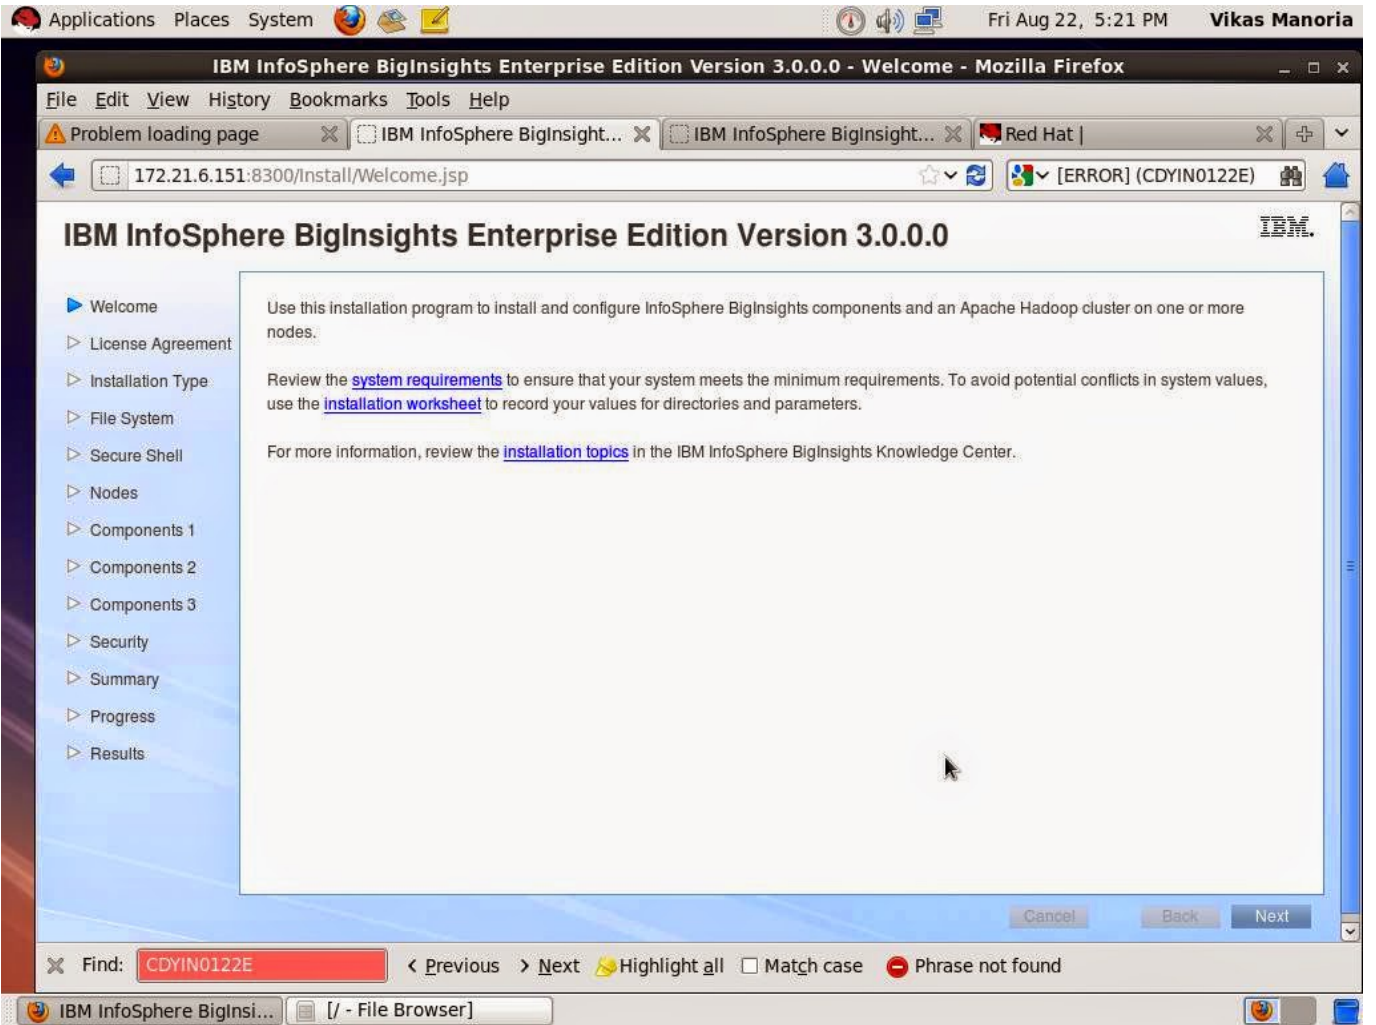 Applications Places System Fri Aug 22, 5:21 PM Vikas Manoria
IBM InfoSphere BigInsights Enterprise Edition Version 3.0.0.0 - Welcome - Mozilla Firefox
File Edit View History Bookmarks Tools Help
Problem loading page IBM InfoSphere BigInsight... IBM InfoSphere BigInsight... Red Hat |
172.21.6.151:8300/Install/Welcome.jsp [ERROR] (CDYIN0122E)
IBM InfoSphere BigInsights Enterprise Edition Version 3.0.0.0 IBM.
Welcome
License Agreement
Installation Type
File System
Secure Shell
Nodes
Components 1
Components 2
Components 3
Security
Summary
Progress
Results
Use this installation program to install and configure InfoSphere BigInsights components and an Apache Hadoop cluster on one or more
nodes.
Review the system requirements to ensure that your system meets the minimum requirements. To avoid potential conflicts in system values,
use the installation worksheet to record your values for directories and parameters.
For more information, review the installation topics in the IBM InfoSphere BigInsights Knowledge Center.
Cancel Back Next
Find: CDYIN0122E Previous Next Highlight all Match case Phrase not found
IBM InfoSphere BigInsi... [/ - File Browser]